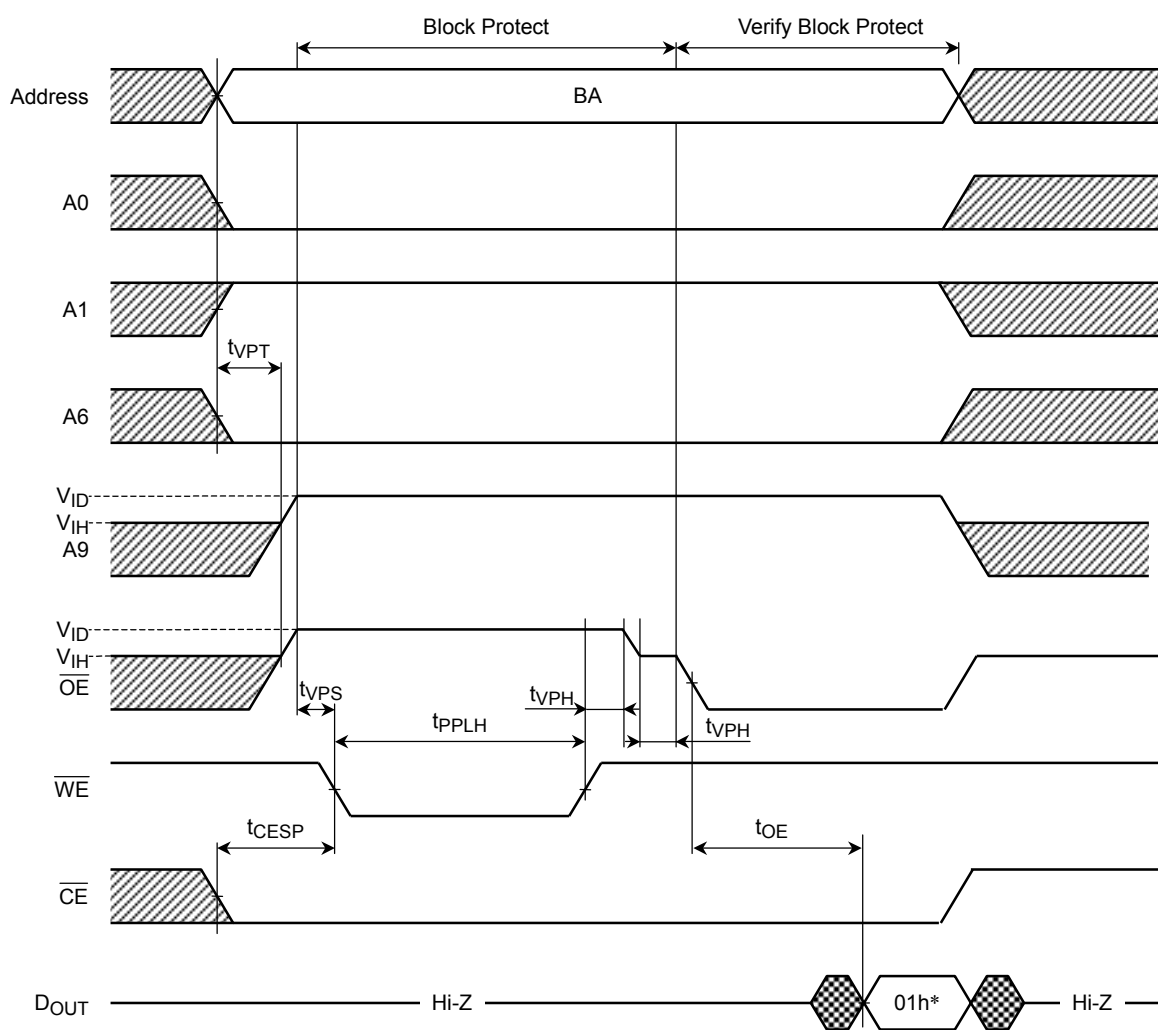 Block Protect Verify Block Protect
Address BA
A0
A1
tVPT
A6
VID
VIH
A9
VID
VIH
OE
tVPS tVPH
tPPLH tVPH
WE
tCESP tOE
CE
DOUT Hi-Z 01h* Hi-Z